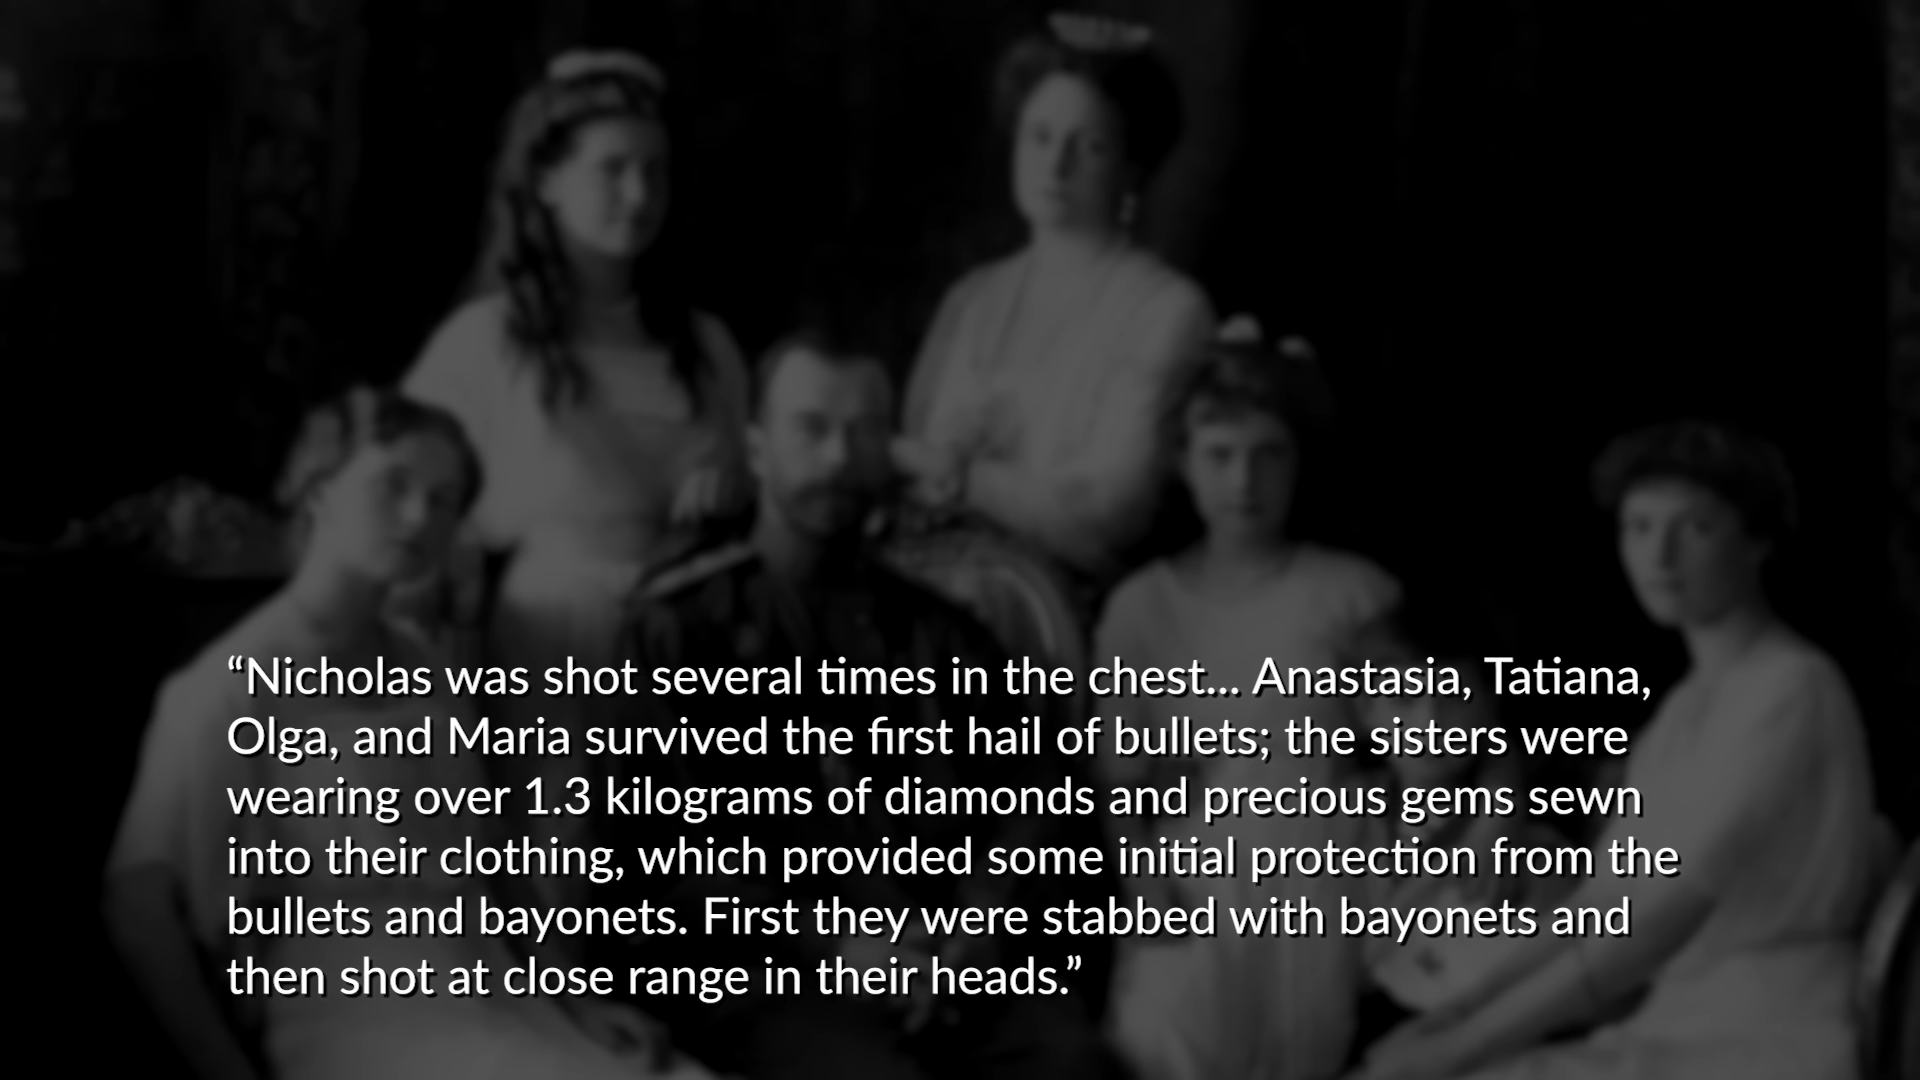 “Nicholas was shot several times in the chest... Anastasia, Tatiana,
Olga, and Maria survived the first hail of bullets; the sisters were
wearing over 1.3 kilograms of diamonds and precious gems sewn
into their clothing, which provided some initial protection from the
bullets and bayonets. First they were stabbed with bayonets and
then shot at close range in their heads.”